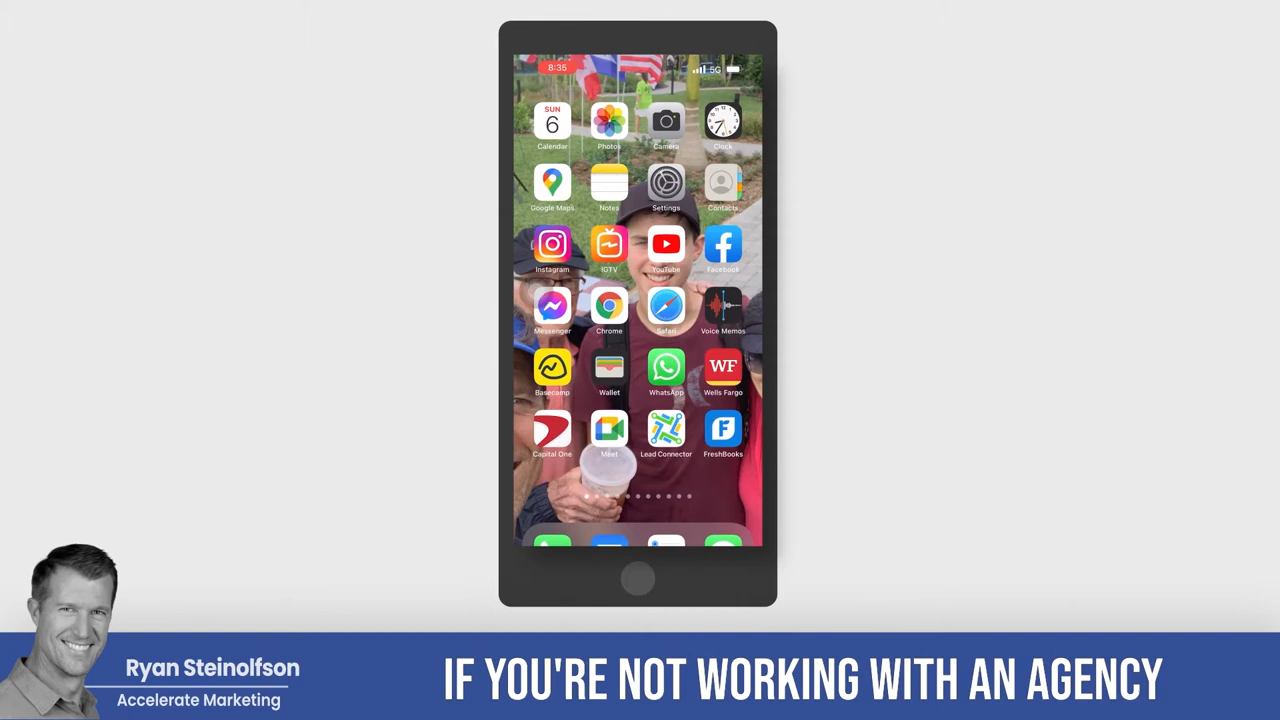 8:35
5G
SUN
6
Calendar
Photos
Camera
Clock
Google Maps
Notes
Settings
Contacts
Instagram
IGTV
YouTube
Facebook
Messenger
Chrome
Safari
Voice Memos
Basecamp
Wallet
WhatsApp
WF
Wells Fargo
Capital One
Meet
Lead Connector
F
FreshBooks
Ryan Steinolfson
Accelerate Marketing
IF YOU'RE NOT WORKING WITH AN AGENCY